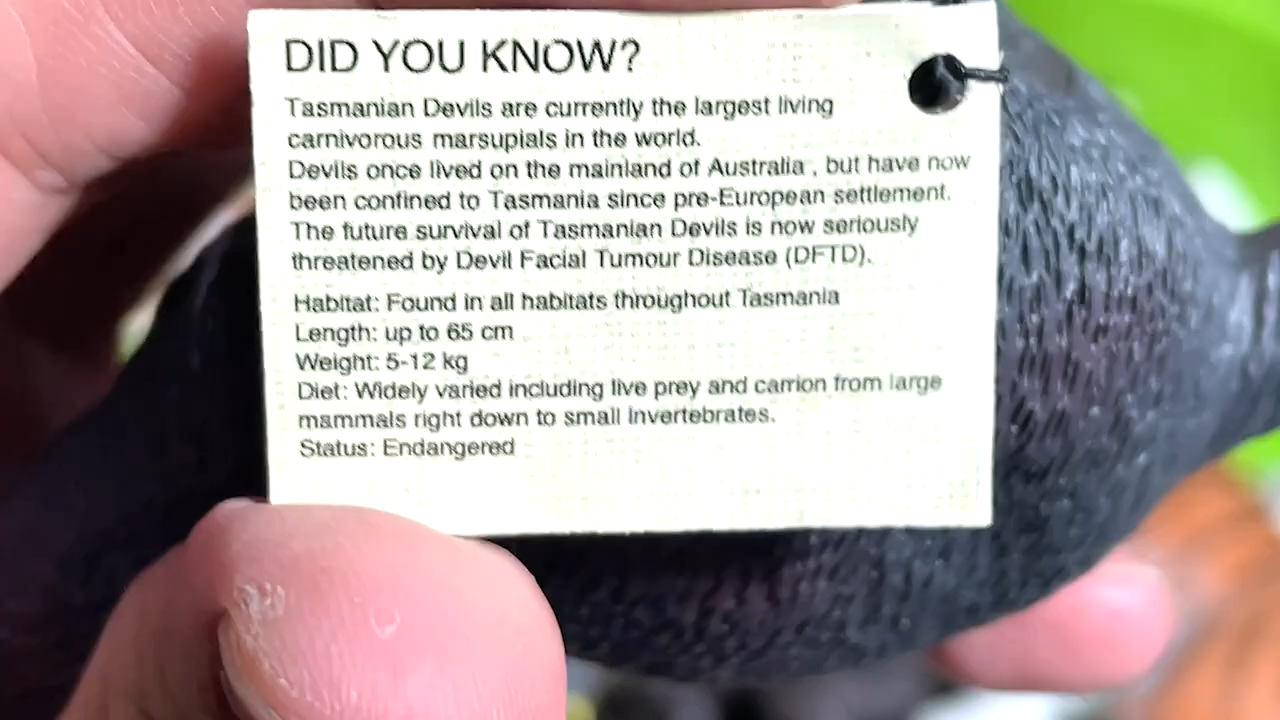 DID YOU KNOW?
Tasmanian Devils are currently the largest living
carnivorous marsupials in the world.
Devils once lived on the mainland of Australia , but have now
been confined to Tasmania since pre-European settlement.
The future survival of Tasmanian Devils is now seriously
threatened by Devil Facial Tumour Disease (DFTD).
Habitat: Found in all habitats throughout Tasmania
Length: up to 65 cm
Weight: 5-12 kg
Diet: Widely varied including live prey and carrion from large
mammals right down to small invertebrates.
Status: Endangered